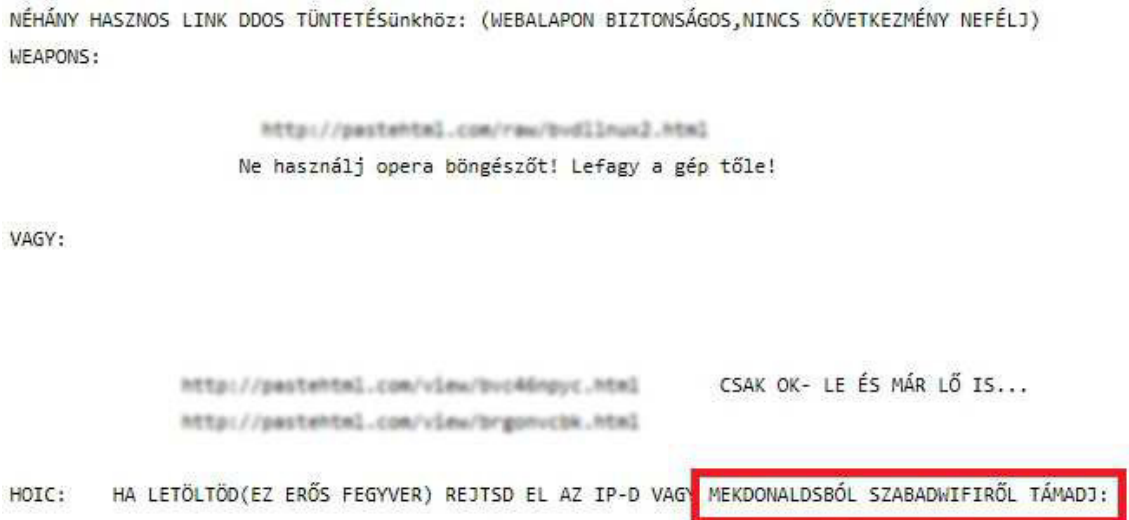 NÉHÁNY HASZNOS LINK DDOS TÜNTETÉSünkhöz: (WEBALAPON BIZTONSÁGOS,NINCS KÖVETKEZMÉNY NEFÉLJ)
WEAPONS:
Ne használj opera böngészőt! Lefagy a gép tőle!
VAGY:
CSAK OK- LE ÉS MÁR LŐ IS...
HOIC: HA LETÖLTÖD(EZ ERŐS FEGYVER) REJTSD EL AZ IP-D VAGY MEKDONALDSBÓL SZABADWIFIRŐL TÁMADJ: